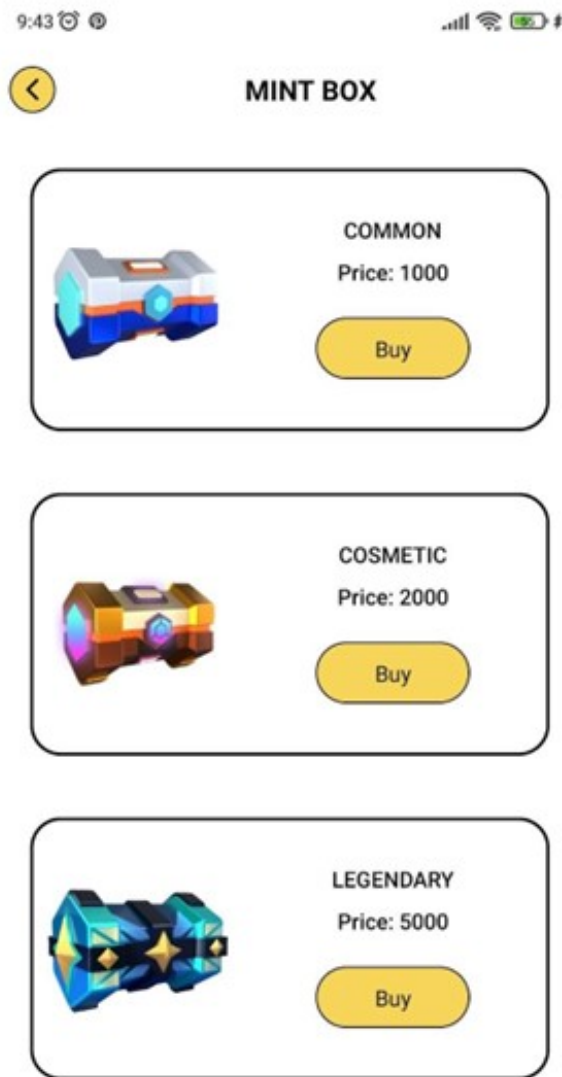 9:43
MINT BOX
COMMON
Price: 1000
Buy
COSMETIC
Price: 2000
Buy
LEGENDARY
Price: 5000
Buy